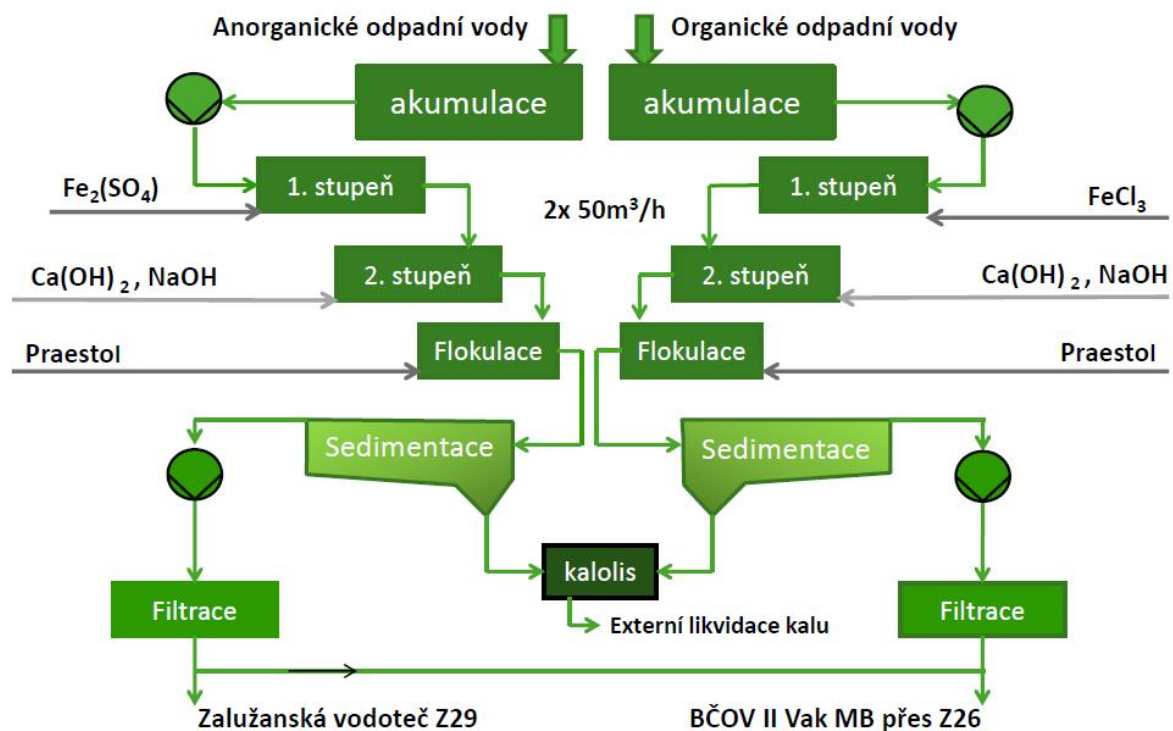 Anorganické odpadní vody
Organické odpadní vody
akumulace
akumulace
1. stupeň
1. stupeň
Fe₂(SO₄)
2x 50m³/h
FeCl₃
Ca(OH) ₂ , NaOH
2. stupeň
2. stupeň
Ca(OH) ₂ , NaOH
Praestol
Flokulace
Flokulace
Praestol
Sedimentace
Sedimentace
kalolis
Filtrace
Filtrace
Externí likvidace kalu
Zalužanská vodoteč Z29
BČOV II Vak MB přes Z26